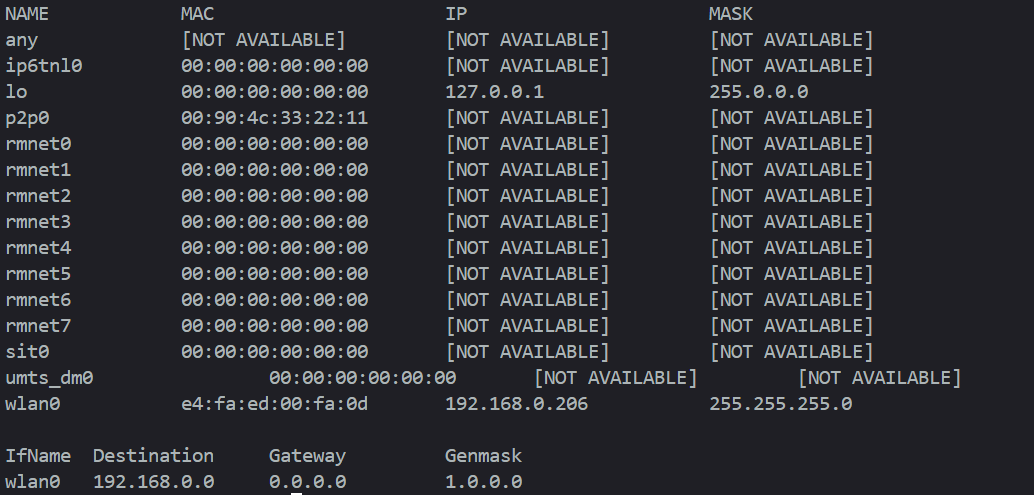 NAME MAC IP MASK
any [NOT AVAILABLE] [NOT AVAILABLE] [NOT AVAILABLE]
ip6tnl0 00:00:00:00:00:00 [NOT AVAILABLE] [NOT AVAILABLE]
lo 00:00:00:00:00:00 127.0.0.1 255.0.0.0
p2p0 00:90:4c:33:22:11 [NOT AVAILABLE] [NOT AVAILABLE]
rmnet0 00:00:00:00:00:00 [NOT AVAILABLE] [NOT AVAILABLE]
rmnet1 00:00:00:00:00:00 [NOT AVAILABLE] [NOT AVAILABLE]
rmnet2 00:00:00:00:00:00 [NOT AVAILABLE] [NOT AVAILABLE]
rmnet3 00:00:00:00:00:00 [NOT AVAILABLE] [NOT AVAILABLE]
rmnet4 00:00:00:00:00:00 [NOT AVAILABLE] [NOT AVAILABLE]
rmnet5 00:00:00:00:00:00 [NOT AVAILABLE] [NOT AVAILABLE]
rmnet6 00:00:00:00:00:00 [NOT AVAILABLE] [NOT AVAILABLE]
rmnet7 00:00:00:00:00:00 [NOT AVAILABLE] [NOT AVAILABLE]
sit0 00:00:00:00:00:00 [NOT AVAILABLE] [NOT AVAILABLE]
umts_dm0 00:00:00:00:00:00 [NOT AVAILABLE] [NOT AVAILABLE]
wlan0 e4:fa:ed:00:fa:0d 192.168.0.206 255.255.255.0
IfName Destination Gateway Genmask
wlan0 192.168.0.0 0.0.0.0 1.0.0.0